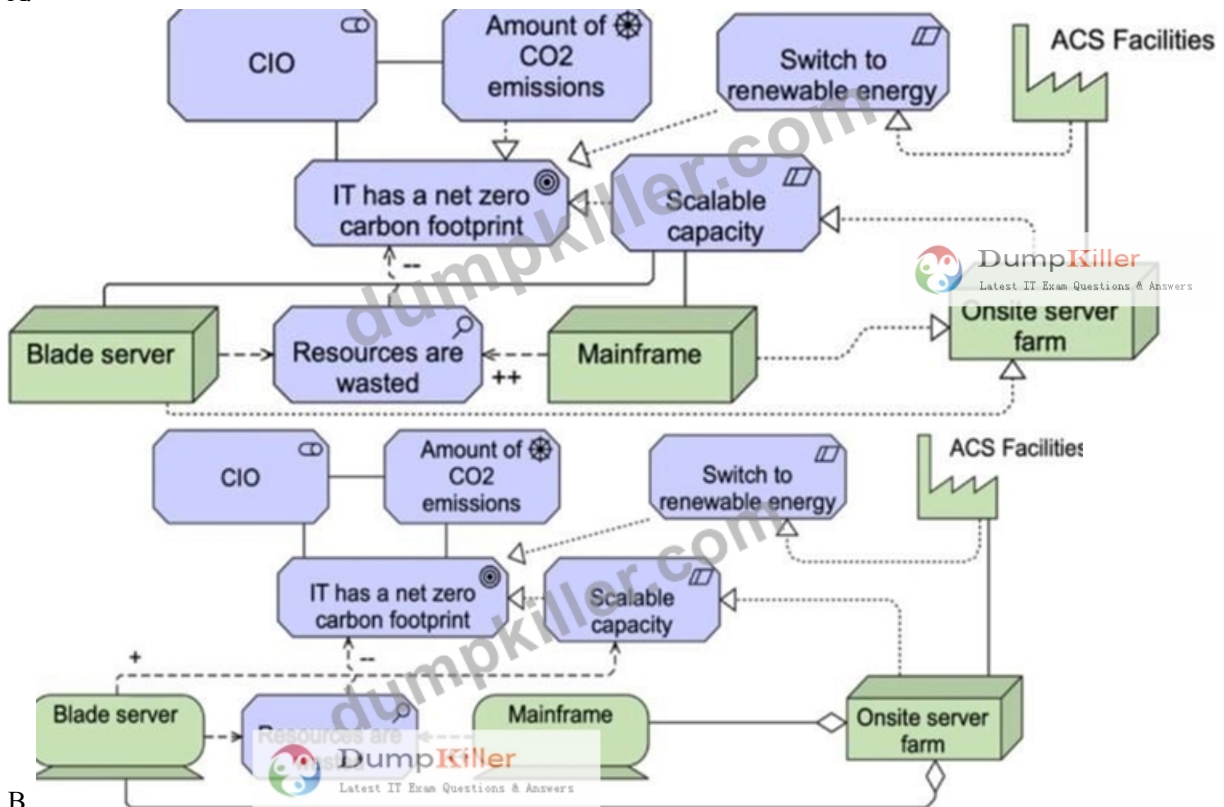 CIO
Amount of
CO2
emissions
Switch to
renewable energy
ACS Facilities
IT has a net zero
carbon footprint
Scalable
capacity
--
DumpKiller
Latest IT Exam Questions & Answers
Blade server
Resources are
wasted
++
Mainframe
Onsite server
farm
dumpkiller.com
CIO
Amount of
CO2
emissions
Switch to
renewable energy
ACS Facilities
IT has a net zero
carbon footprint
Scalable
capacity
+
--
Blade server
Resources are
wasted
Mainframe
Onsite server
farm
dumpkiller.com
DumpKiller
Latest IT Exam Questions & Answers
B